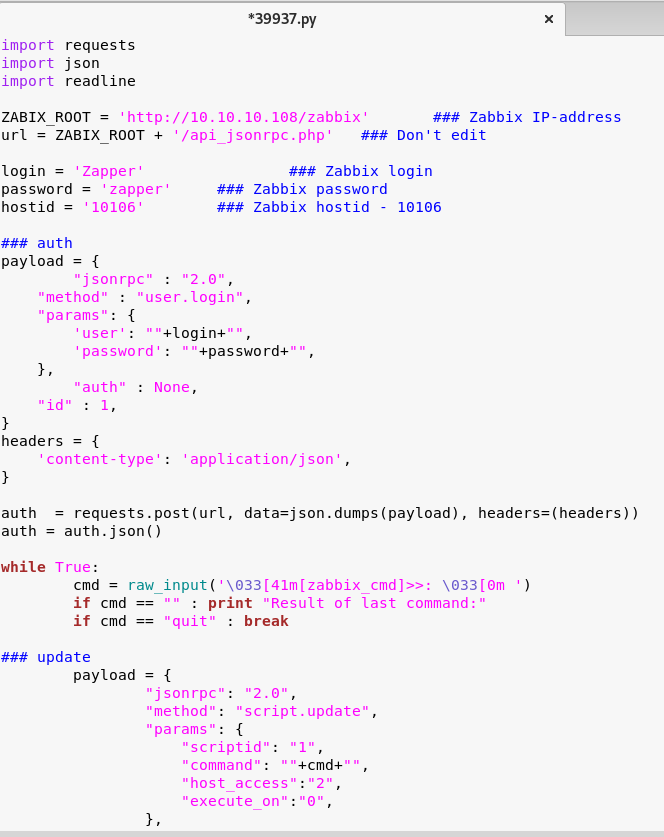 *39937.py ×
import requests
import json
import readline
ZABIX_ROOT = 'http://10.10.10.108/zabbix' ### Zabbix IP-address
url = ZABIX_ROOT + '/api_jsonrpc.php' ### Don't edit
login = 'Zapper' ### Zabbix login
password = 'zapper' ### Zabbix password
hostid = '10106' ### Zabbix hostid - 10106
### auth
payload = {
"jsonrpc" : "2.0",
"method" : "user.login",
"params": {
'user': ""+login+"",
'password': ""+password+"",
},
"auth" : None,
"id" : 1,
}
headers = {
'content-type': 'application/json',
}
auth  = requests.post(url, data=json.dumps(payload), headers=(headers))
auth = auth.json()
while True:
cmd = raw_input('\033[41m[zabbix_cmd]>>: \033[0m ')
if cmd == "" : print "Result of last command:"
if cmd == "quit" : break
### update
payload = {
"jsonrpc": "2.0",
"method": "script.update",
"params": {
"scriptid": "1",
"command": ""+cmd+"",
"host_access":"2",
"execute_on":"0",
},